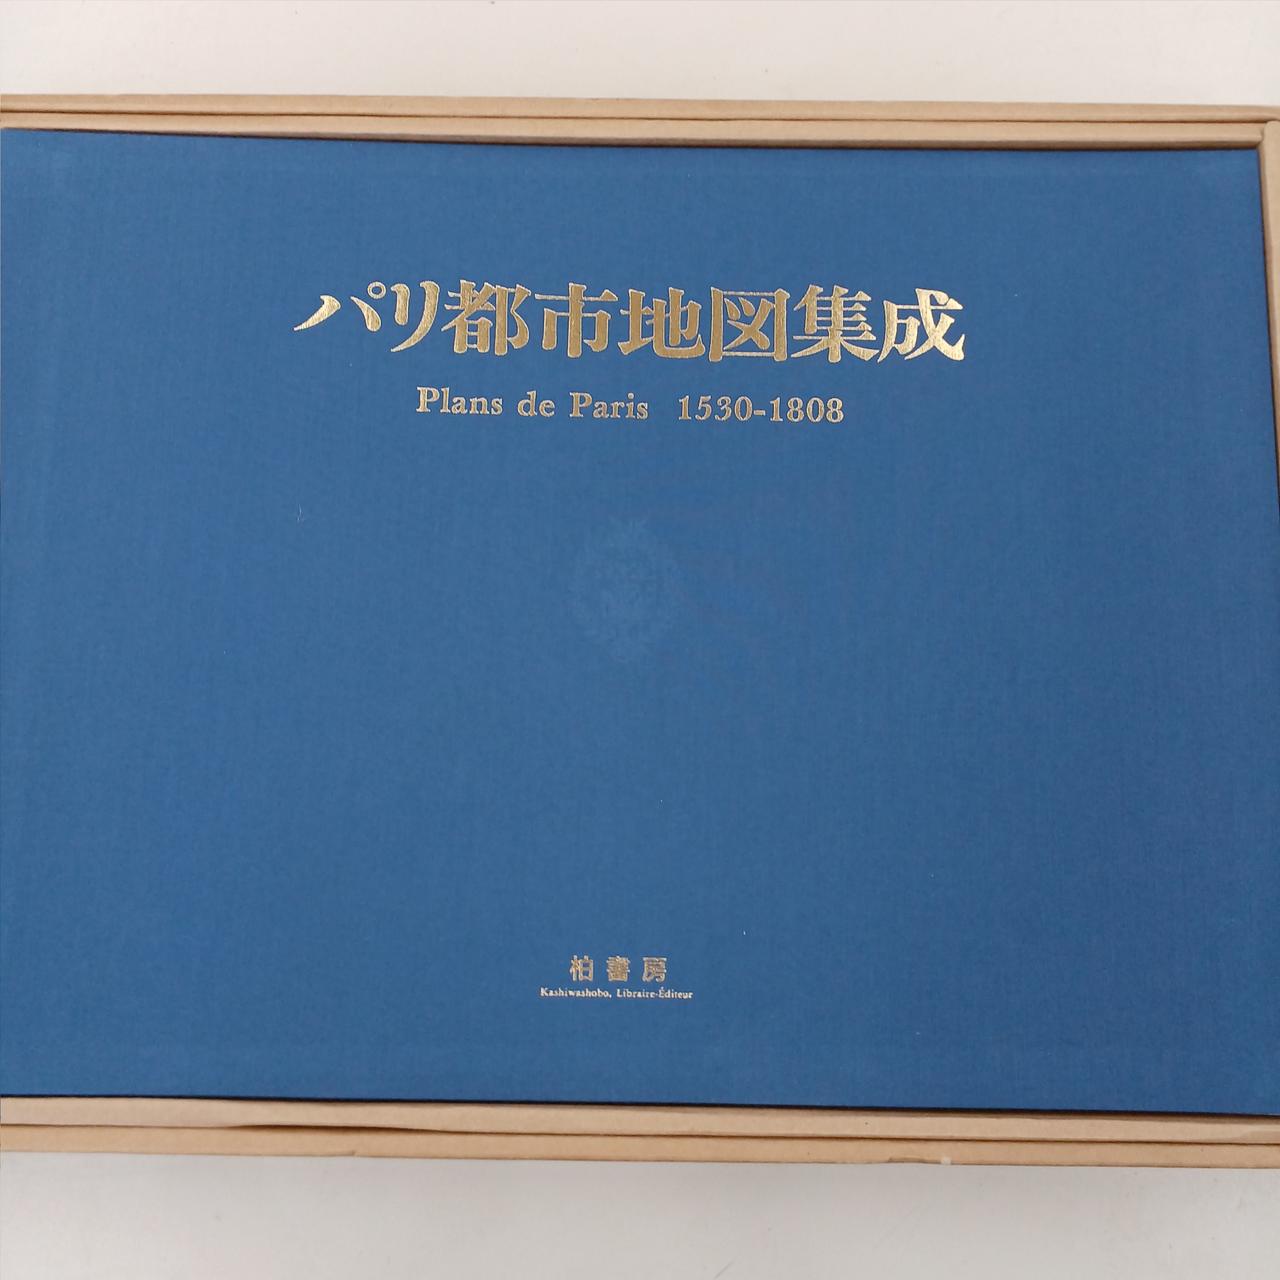 パリ都市地図集成
Plans de Paris 1530-1808
柏書房
Kashiwashobo, Libraire-Éditeur